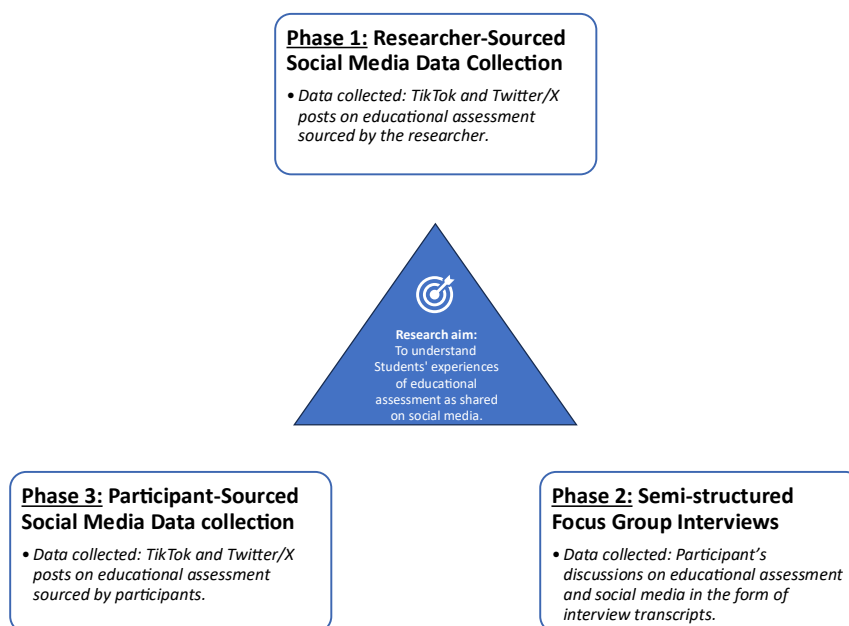 Phase 1: Researcher-Sourced
Social Media Data Collection
• Data collected: TikTok and Twitter/X
posts on educational assessment
sourced by the researcher.
Research aim:
To understand
Students' experiences
of educational
assessment as shared
on social media.
Phase 3: Participant-Sourced
Social Media Data collection
• Data collected: TikTok and Twitter/X
posts on educational assessment
sourced by participants.
Phase 2: Semi-structured
Focus Group Interviews
• Data collected: Participant's
discussions on educational assessment
and social media in the form of
interview transcripts.